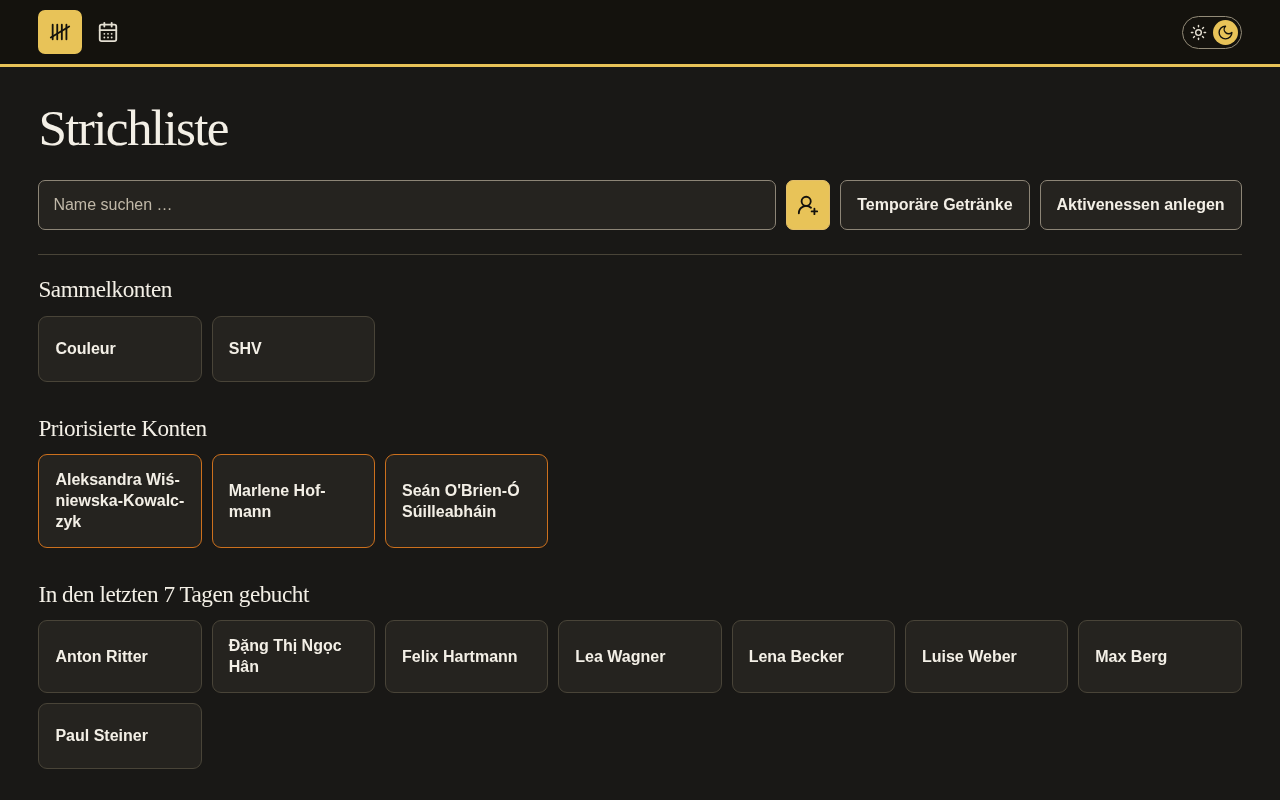 Strichliste
Name suchen …
Temporäre Getränke
Aktivenessen anlegen
Sammelkonten
Couleur
SHV
Priorisierte Konten
Aleksandra Wiś-
niewska-Kowalc-
zyk
Marlene Hof-
mann
Seán O'Brien-Ó
Súilleabháin
In den letzten 7 Tagen gebucht
Anton Ritter
Đặng Thị Ngọc
Hân
Felix Hartmann
Lea Wagner
Lena Becker
Luise Weber
Max Berg
Paul Steiner